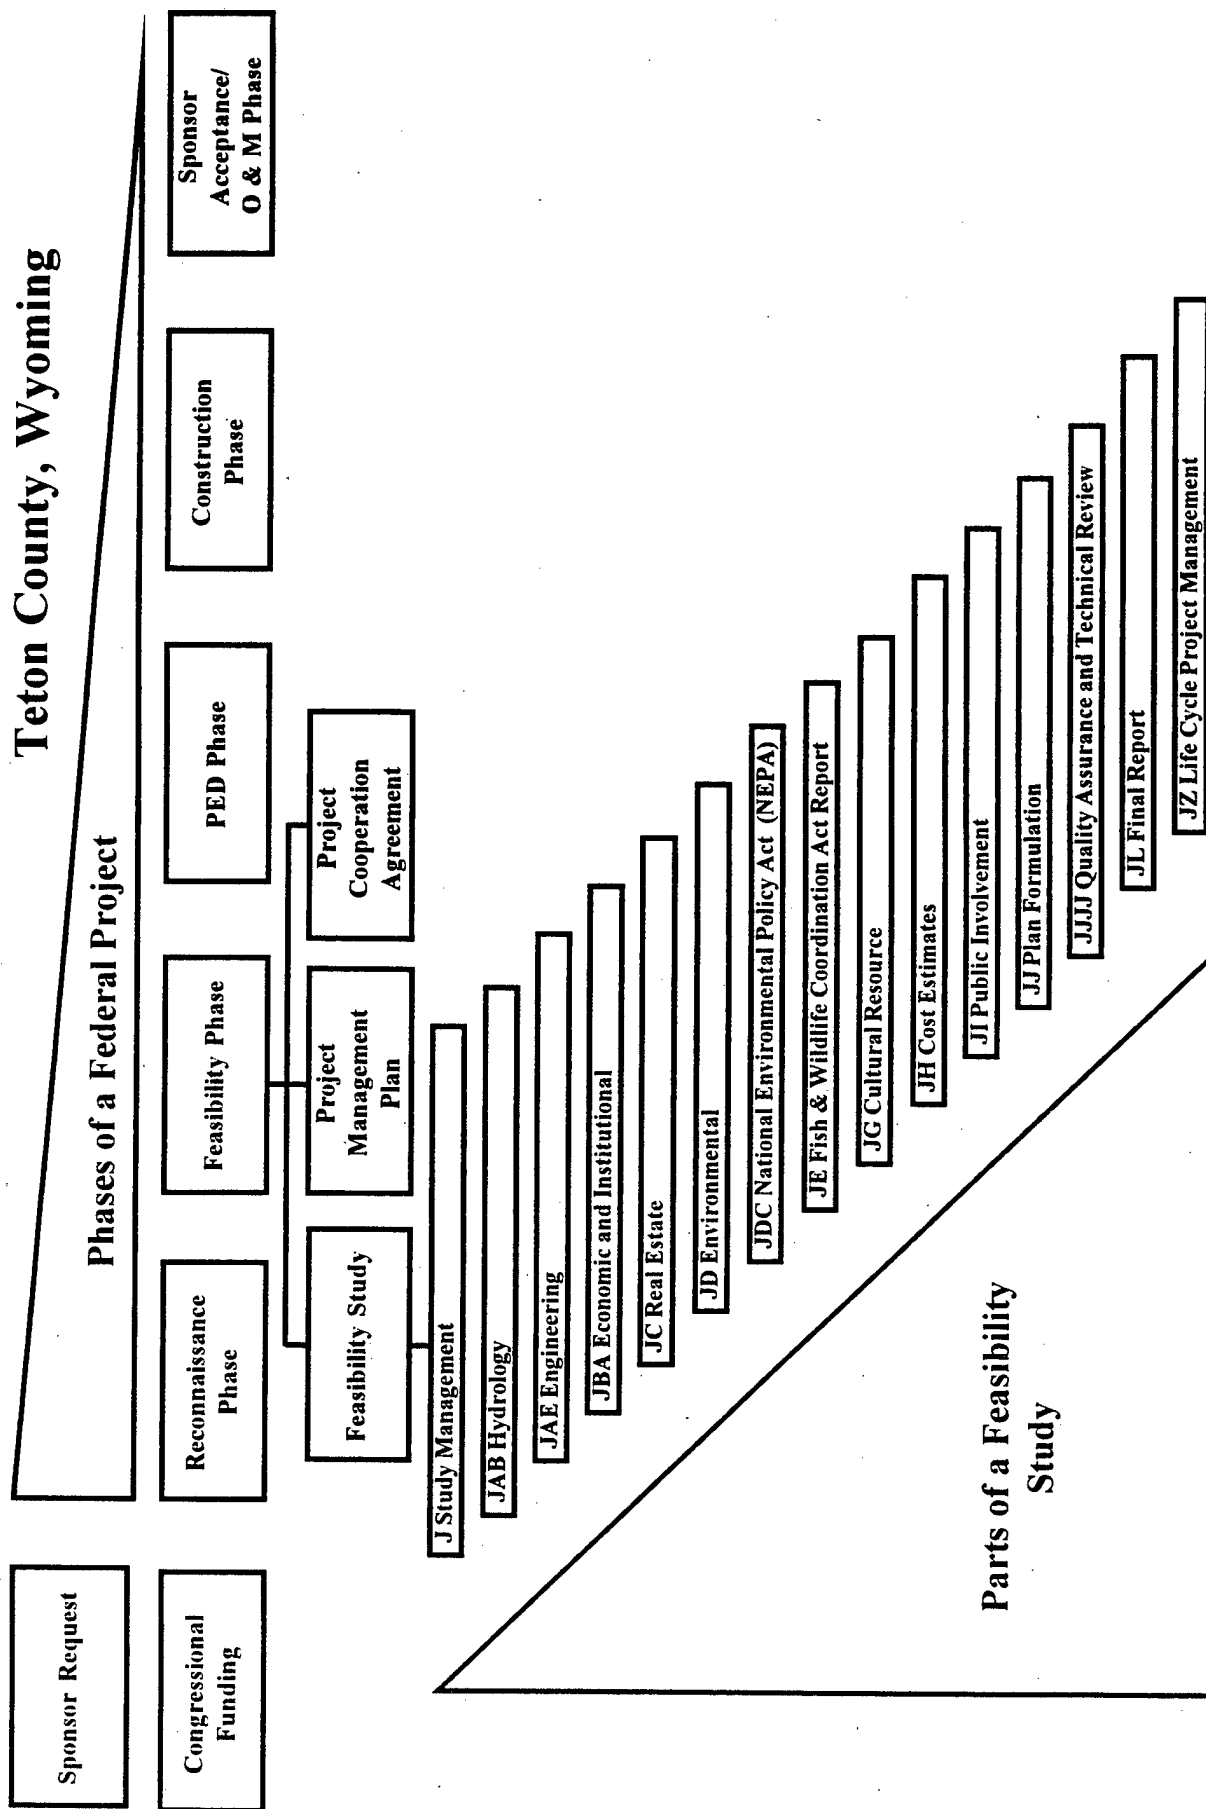 Teton County, Wyoming
Phases of a Federal Project
Sponsor Request
Congressional
Funding
Reconnaissance
Phase
Feasibility Phase
PED Phase
Construction
Phase
Sponsor
Acceptance/
O & M Phase
Feasibility Study
Project
Management
Plan
Project
Cooperation
Agreement
J Study Management
JAB Hydrology
JAE Engineering
JBA Economic and Institutional
JC Real Estate
JD Environmental
JDC National Environmental Policy Act (NEPA)
JE Fish & Wildlife Coordination Act Report
JG Cultural Resource
JH Cost Estimates
JI Public Involvement
JJ Plan Formulation
JJJJ Quality Assurance and Technical Review
JL Final Report
JZ Life Cycle Project Management
Parts of a Feasibility
Study